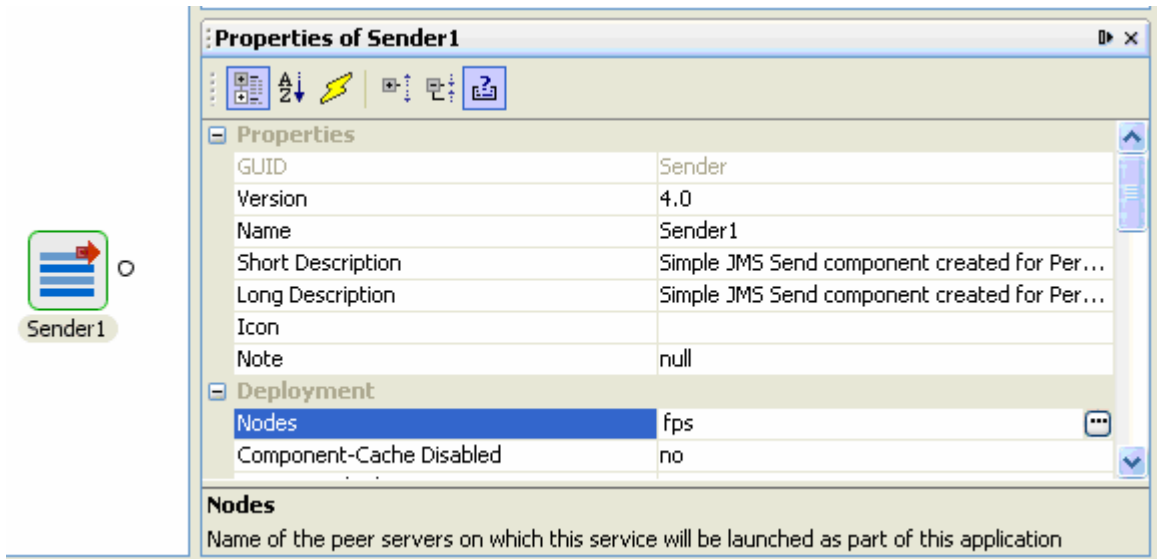 Properties of Sender1
Properties
GUID Sender
Version 4.0
Name Sender1
Short Description Simple JMS Send component created for Per...
Long Description Simple JMS Send component created for Per...
Icon
Note null
Deployment
Nodes fps
Component-Cache Disabled no
Sender1
Nodes
Name of the peer servers on which this service will be launched as part of this application